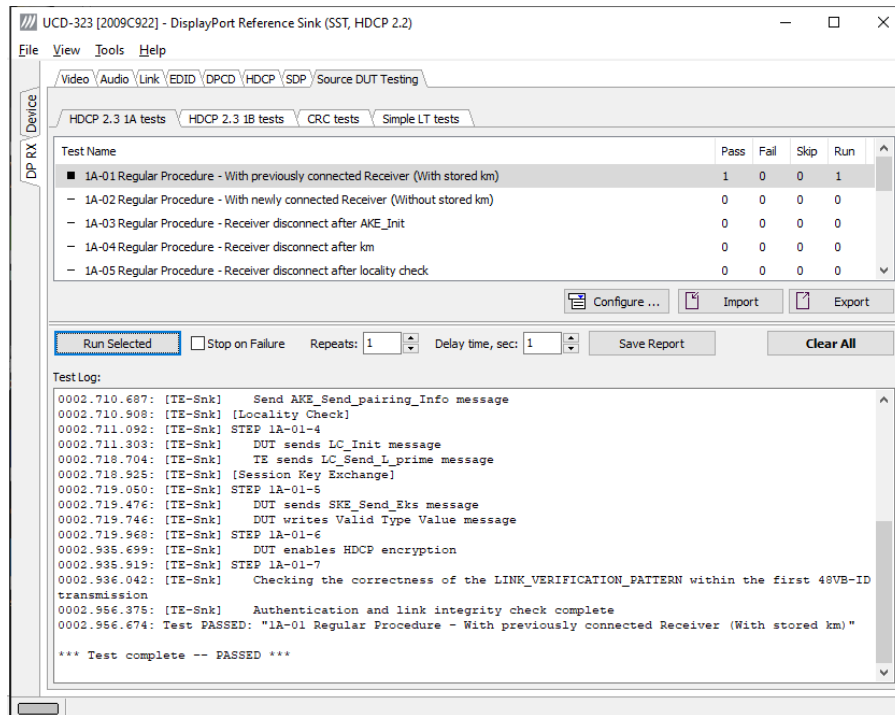 UCD-323 [2009C922] - DisplayPort Reference Sink (SST, HDCP 2.2)
File View Tools Help
Device
DP RX
Video Audio Link EDID DPCD HDCP SDP Source DUT Testing
HDCP 2.3 1A tests HDCP 2.3 1B tests CRC tests Simple LT tests
Test Name Pass Fail Skip Run
1A-01 Regular Procedure - With previously connected Receiver (With stored km) 1 0 0 1
1A-02 Regular Procedure - With newly connected Receiver (Without stored km) 0 0 0 0
1A-03 Regular Procedure - Receiver disconnect after AKE_Init 0 0 0 0
1A-04 Regular Procedure - Receiver disconnect after km 0 0 0 0
1A-05 Regular Procedure - Receiver disconnect after locality check 0 0 0 0
Configure ... Import Export
Run Selected Stop on Failure Repeats: 1 Delay time, sec: 1 Save Report Clear All
Test Log:
0002.710.687: [TE-Snk] Send AKE_Send_pairing_Info message
0002.710.908: [TE-Snk] [Locality Check]
0002.711.092: [TE-Snk] STEP 1A-01-4
0002.711.303: [TE-Snk] DUT sends LC_Init message
0002.718.704: [TE-Snk] TE sends LC_Send_L_prime message
0002.718.925: [TE-Snk] [Session Key Exchange]
0002.719.050: [TE-Snk] STEP 1A-01-5
0002.719.476: [TE-Snk] DUT sends SKE_Send_Eks message
0002.719.746: [TE-Snk] DUT writes Valid Type Value message
0002.719.968: [TE-Snk] STEP 1A-01-6
0002.935.699: [TE-Snk] DUT enables HDCP encryption
0002.935.919: [TE-Snk] STEP 1A-01-7
0002.936.042: [TE-Snk] Checking the correctness of the LINK_VERIFICATION_PATTERN within the first 48VB-ID
transmission
0002.956.375: [TE-Snk] Authentication and link integrity check complete
0002.956.674: Test PASSED: "1A-01 Regular Procedure - With previously connected Receiver (With stored km)"
*** Test complete -- PASSED ***